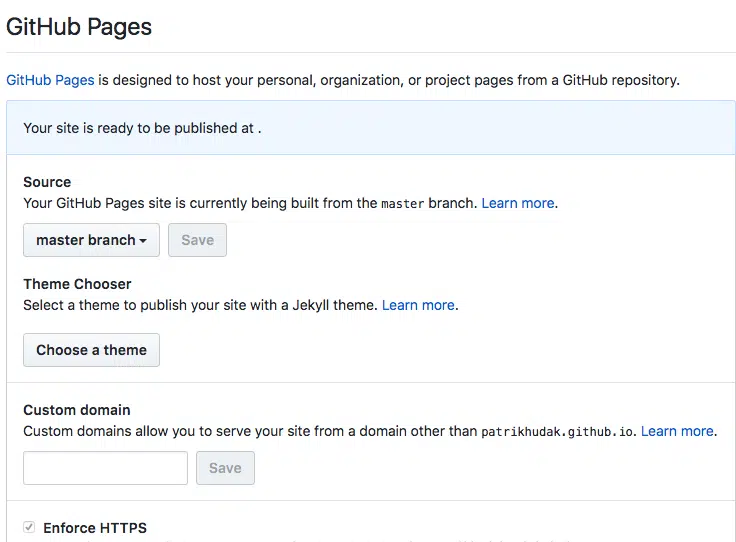 GitHub Pages
GitHub Pages is designed to host your personal, organization, or project pages from a GitHub repository.
Your site is ready to be published at .
Source
Your GitHub Pages site is currently being built from the master branch. Learn more.
master branch Save
Theme Chooser
Select a theme to publish your site with a Jekyll theme. Learn more.
Choose a theme
Custom domain
Custom domains allow you to serve your site from a domain other than patrikhudak.github.io. Learn more.
Save
Enforce HTTPS